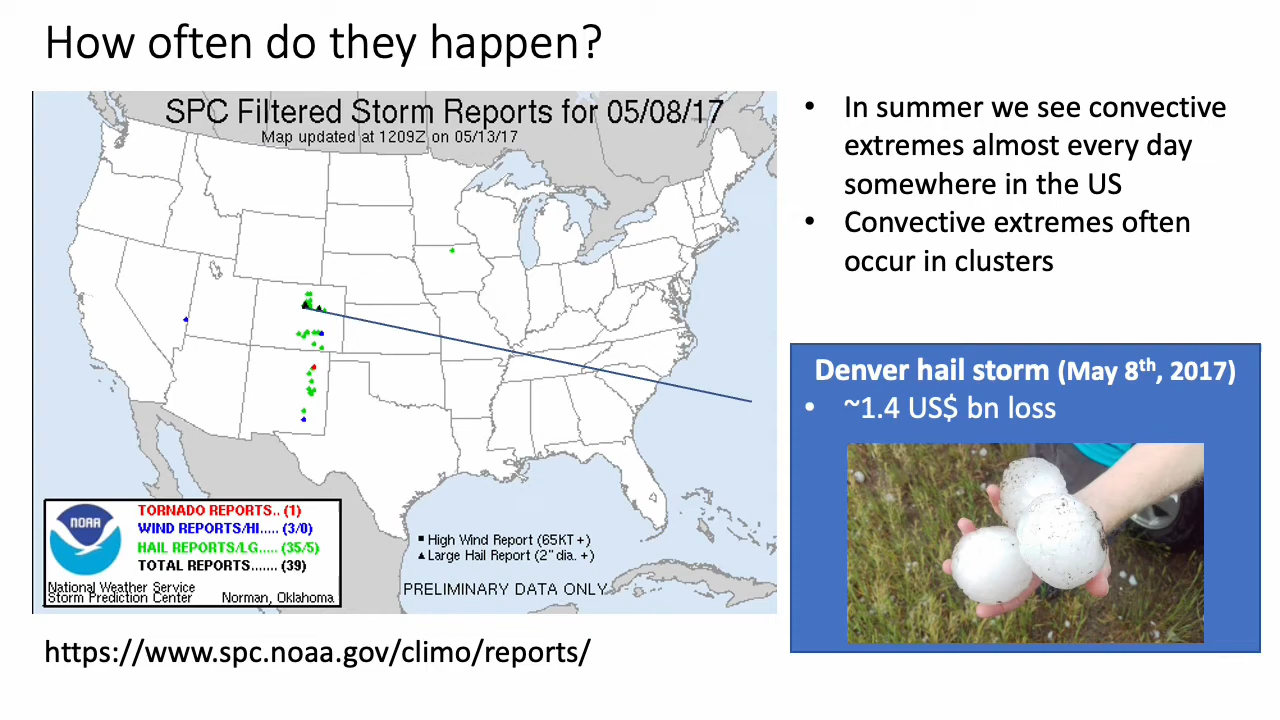 How often do they happen?
SPC Filtered Storm Reports for 05/08/17
Map updated at 1209Z on 05/13/17
NOAA
TORNADO REPORTS.. (1)
WIND REPORTS/HI..... (3/0)
HAIL REPORTS/LG..... (35/5)
TOTAL REPORTS....... (39)
National Weather Service
Storm Prediction Center Norman, Oklahoma
High Wind Report (65KT +)
Large Hail Report (2" dia. +)
PRELIMINARY DATA ONLY
https://www.spc.noaa.gov/climo/reports/
• In summer we see convective
extremes almost every day
somewhere in the US
• Convective extremes often
occur in clusters
Denver hail storm (May 8th, 2017)
• ~1.4 US$ bn loss